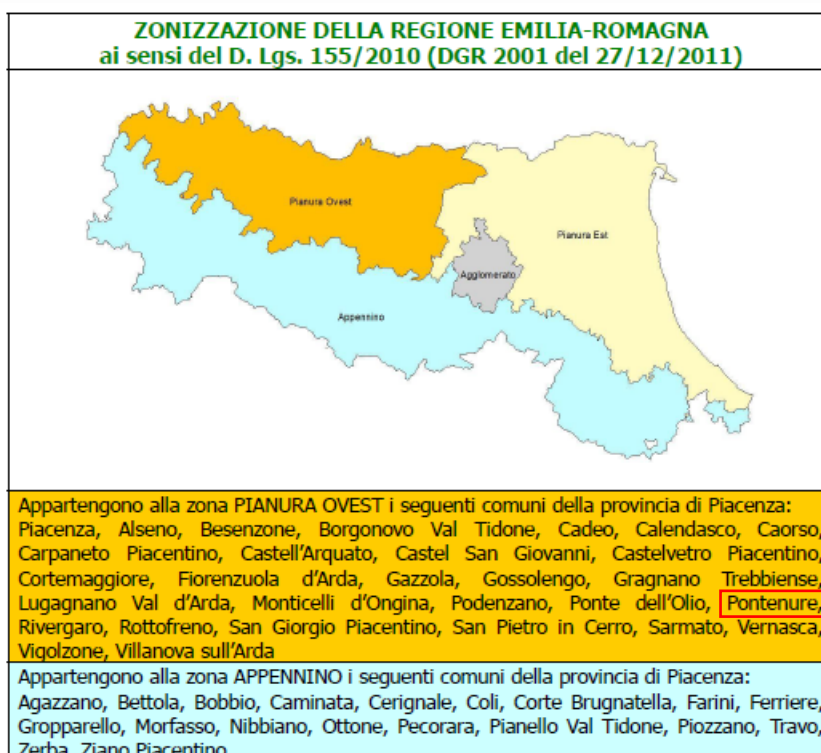 ZONIZZAZIONE DELLA REGIONE EMILIA-ROMAGNA
ai sensi del D. Lgs. 155/2010 (DGR 2001 del 27/12/2011)
Pianura Ovest
Pianura Est
Agglomerato
Appennino
Appartengono alla zona PIANURA OVEST i seguenti comuni della provincia di Piacenza:
Piacenza, Alseno, Besenzone, Borgonovo Val Tidone, Cadeo, Calendasco, Caorso,
Carpaneto Piacentino, Castell'Arquato, Castel San Giovanni, Castelvetro Piacentino,
Cortemaggiore, Fiorenzuola d'Arda, Gazzola, Gossolengo, Gragnano Trebbiense,
Lugagnano Val d'Arda, Monticelli d'Ongina, Podenzano, Ponte dell'Olio, Pontenure,
Rivergaro, Rottofreno, San Giorgio Piacentino, San Pietro in Cerro, Sarmato, Vernasca,
Vigolzone, Villanova sull'Arda
Appartengono alla zona APPENNINO i seguenti comuni della provincia di Piacenza:
Agazzano, Bettola, Bobbio, Caminata, Cerignale, Coli, Corte Brugnatella, Farini, Ferriere,
Gropparello, Morfasso, Nibbiano, Ottone, Pecorara, Pianello Val Tidone, Piozzano, Travo,
Zerba, Ziano Piacentino